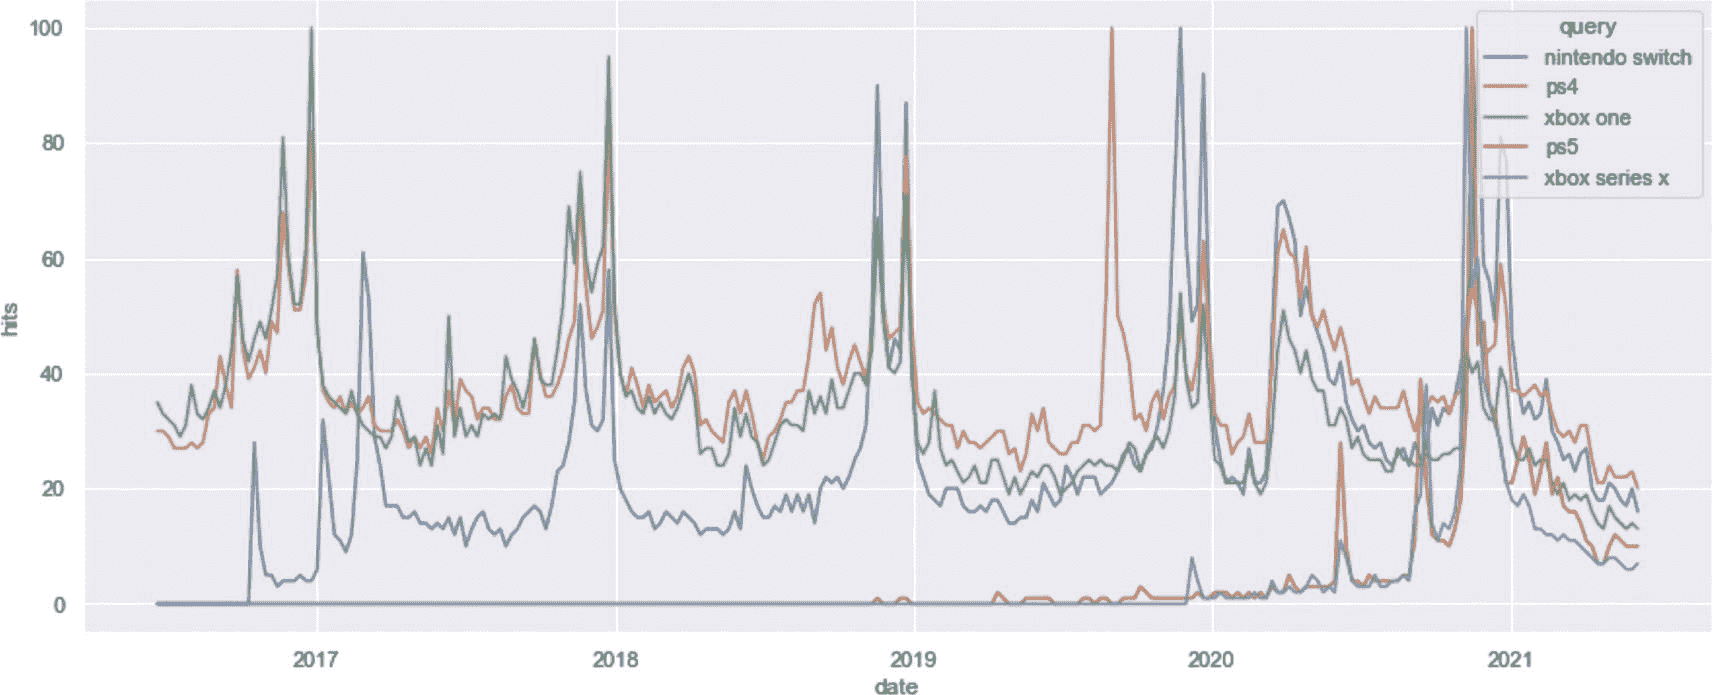 100
80
60
40
20
0
hits
query
nintendo switch
ps4
xbox one
ps5
xbox series x
2017
2018
2019
2020
2021
date